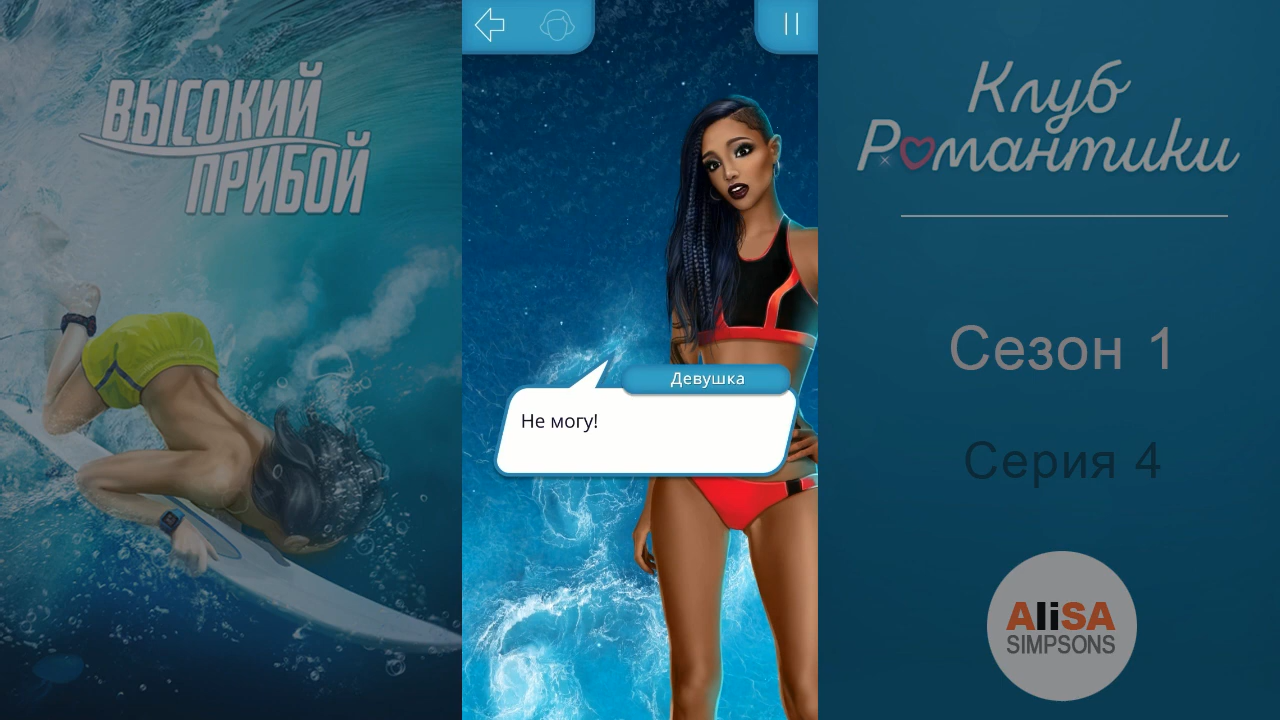 ВЫСОКИЙ
ПРИБОЙ
Девушка
Не могу!
Клуб
Романтики
Сезон 1
Серия 4
AliSA
SIMPSONS